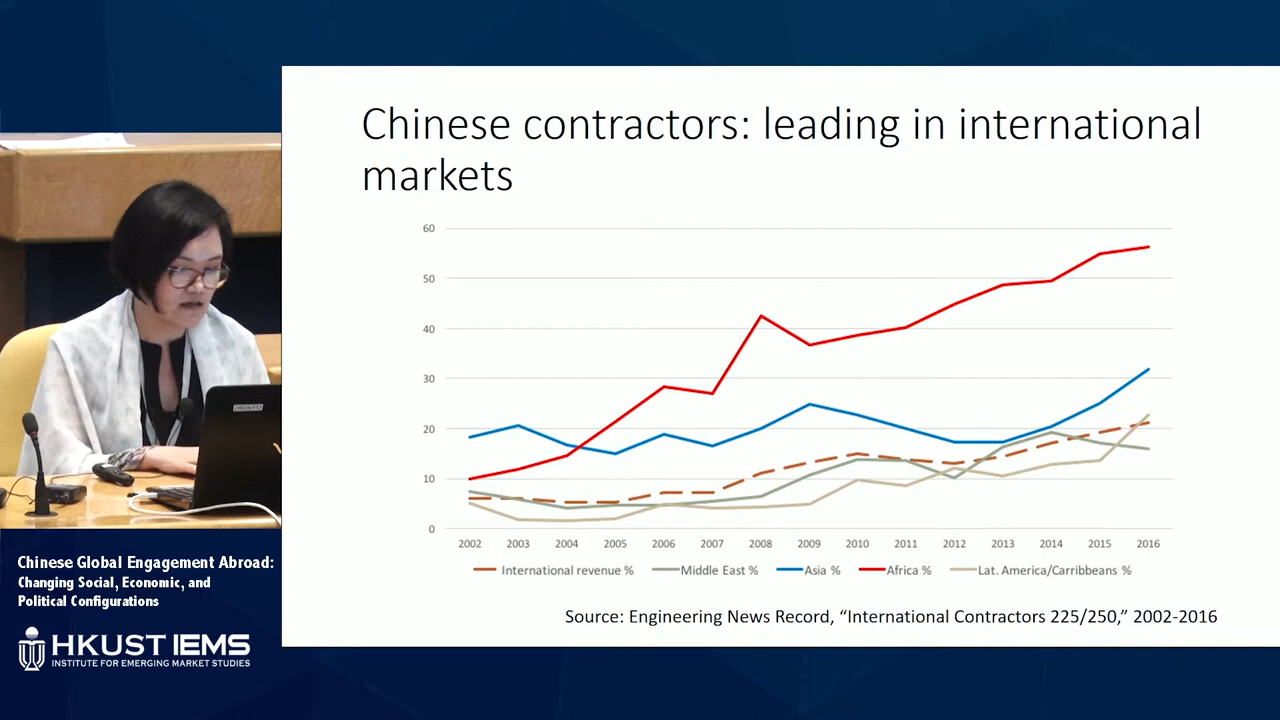 Chinese contractors: leading in international
markets
60
50
40
30
20
10
0
2002 2003 2004 2005 2006 2007 2008 2009 2010 2011 2012 2013 2014 2015 2016
International revenue % Middle East % Asia % Africa % Lat. America/Carribbeans %
Source: Engineering News Record, “International Contractors 225/250,” 2002-2016
Chinese Global Engagement Abroad:
Changing Social, Economic, and
Political Configurations
HKUST IEMS
INSTITUTE FOR EMERGING MARKET STUDIES